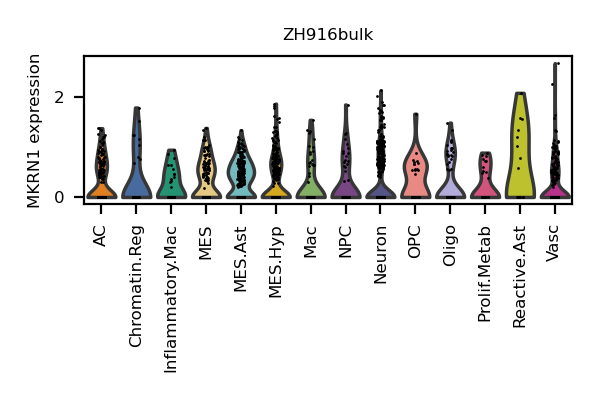 ZH916bulk
MKRN1 expression
2
0
AC
Chromatin.Reg
Inflammatory.Mac
MES
MES.Ast
MES.Hyp
Mac
NPC
Neuron
OPC
Oligo
Prolif.Metab
Reactive.Ast
Vasc